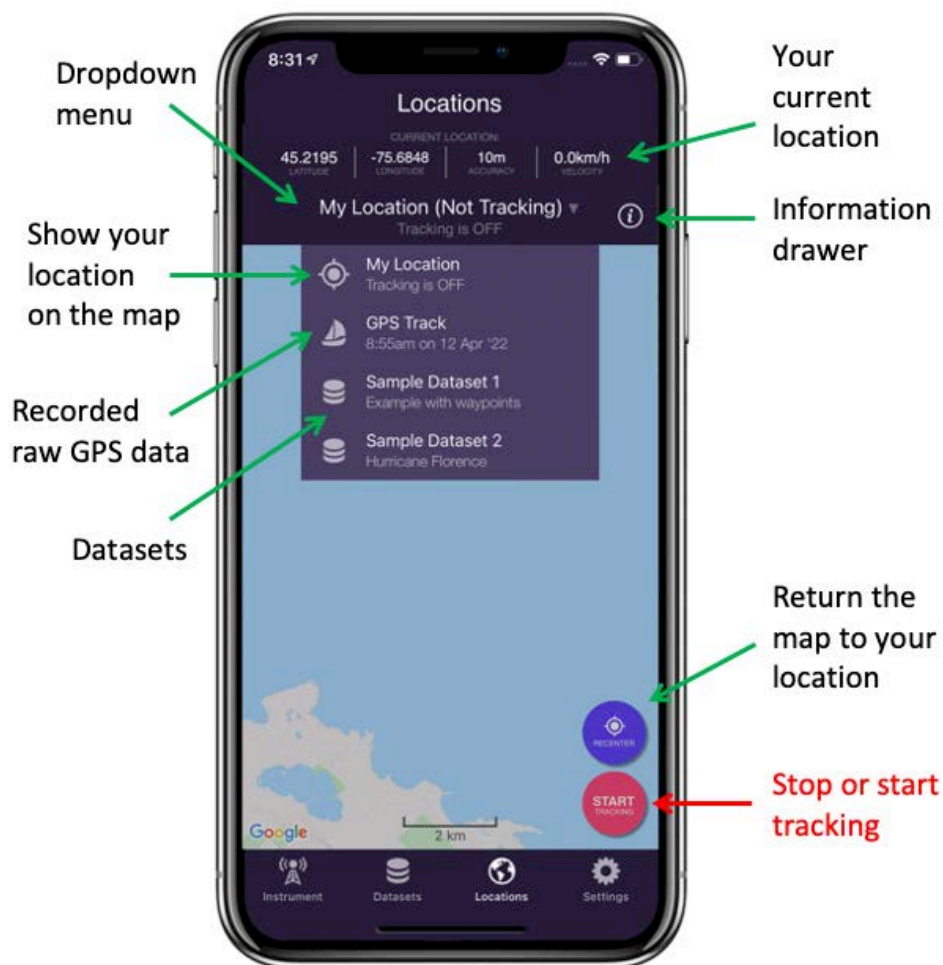 8:31
Locations
CURRENT LOCATION:
45.2195
LATITUDE
-75.6848
LONGITUDE
10m
ACCURACY
0.0km/h
VELOCITY
My Location (Not Tracking)
Tracking is OFF
My Location
Tracking is OFF
GPS Track
8:55am on 12 Apr '22
Sample Dataset 1
Example with waypoints
Sample Dataset 2
Hurricane Florence
RECENTER
START
TRACKING
Google
2 km
Instrument
Datasets
Locations
Settings
Dropdown
menu
Show your
location
on the map
Recorded
raw GPS data
Datasets
Your
current
location
Information
drawer
Return the
map to your
location
Stop or start
tracking